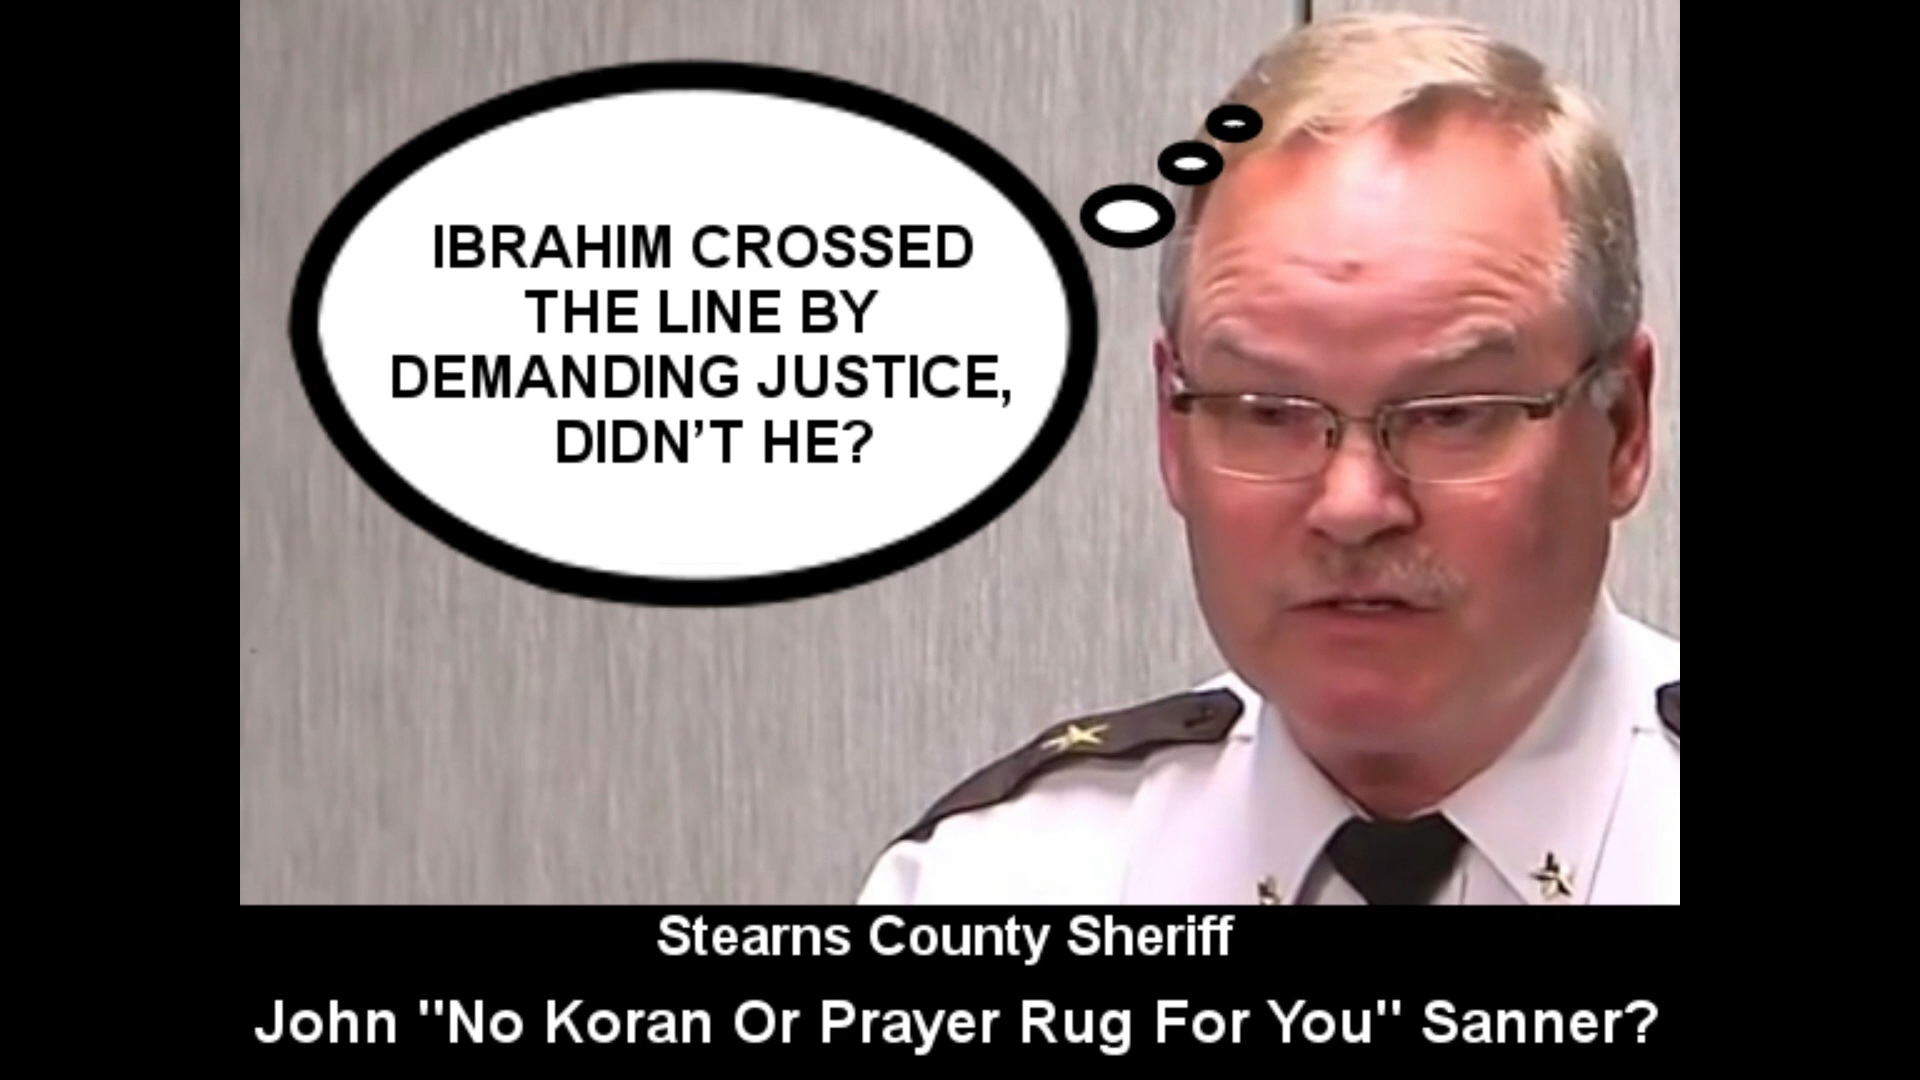 IBRAHIM CROSSED
THE LINE BY
DEMANDING JUSTICE,
DIDN’T HE?
Stearns County Sheriff
John "No Koran Or Prayer Rug For You" Sanner?